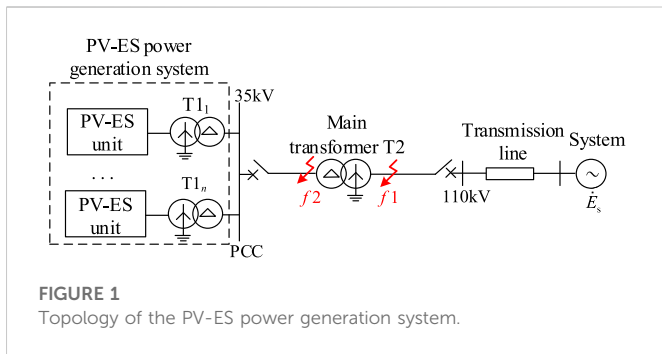 PV-ES power
generation system
35kV
T1₁
PV-ES
unit
Main
transformer T2
Transmission
line
System
. . .
T1ₙ
f2
f1
110kV
~
Ėₛ
PV-ES
unit
PCC
FIGURE 1
Topology of the PV-ES power generation system.